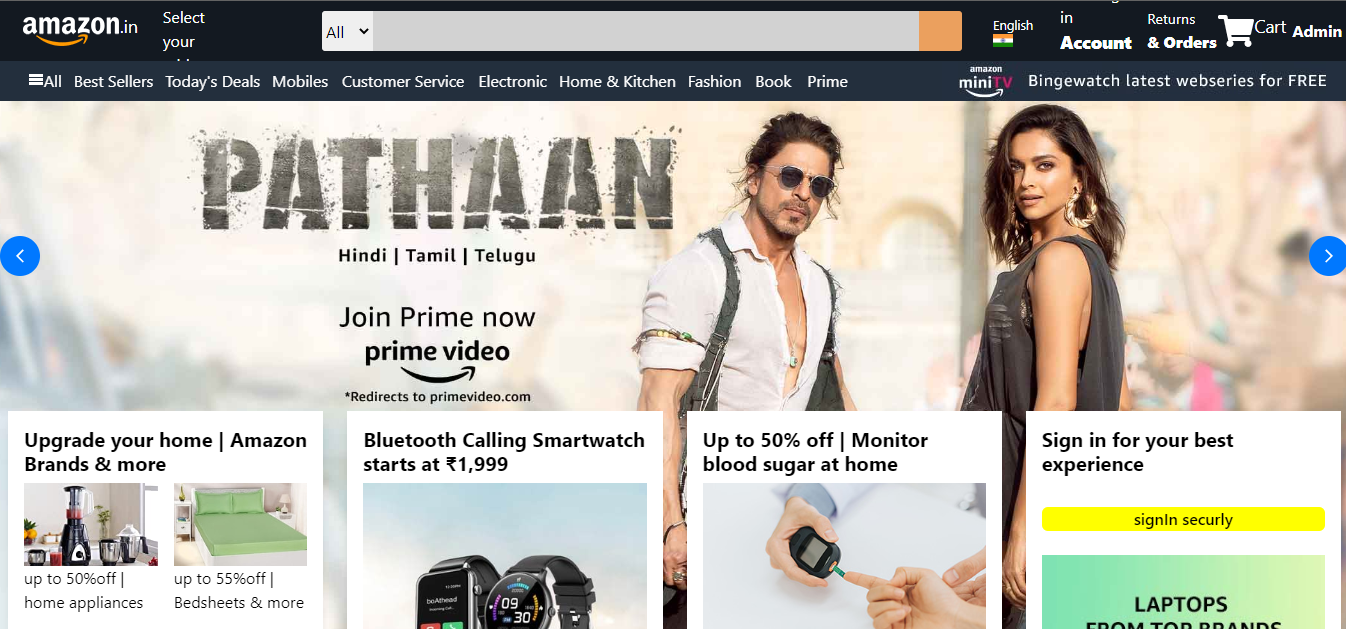 amazon.in
Select
your
All
English
in
Account
Returns
& Orders
Cart
Admin
All Best Sellers Today's Deals Mobiles Customer Service Electronic Home & Kitchen Fashion Book Prime
amazon
miniTV
Bingewatch latest webseries for FREE
PATHAAN
Hindi | Tamil | Telugu
Join Prime now
prime video
*Redirects to primevideo.com
Upgrade your home | Amazon
Brands & more
up to 50%off |
home appliances
up to 55%off |
Bedsheets & more
Bluetooth Calling Smartwatch
starts at ₹1,999
boAthead
09
30
Up to 50% off | Monitor
blood sugar at home
Sign in for your best
experience
signIn securly
LAPTOPS
FROM TOP BRANDS